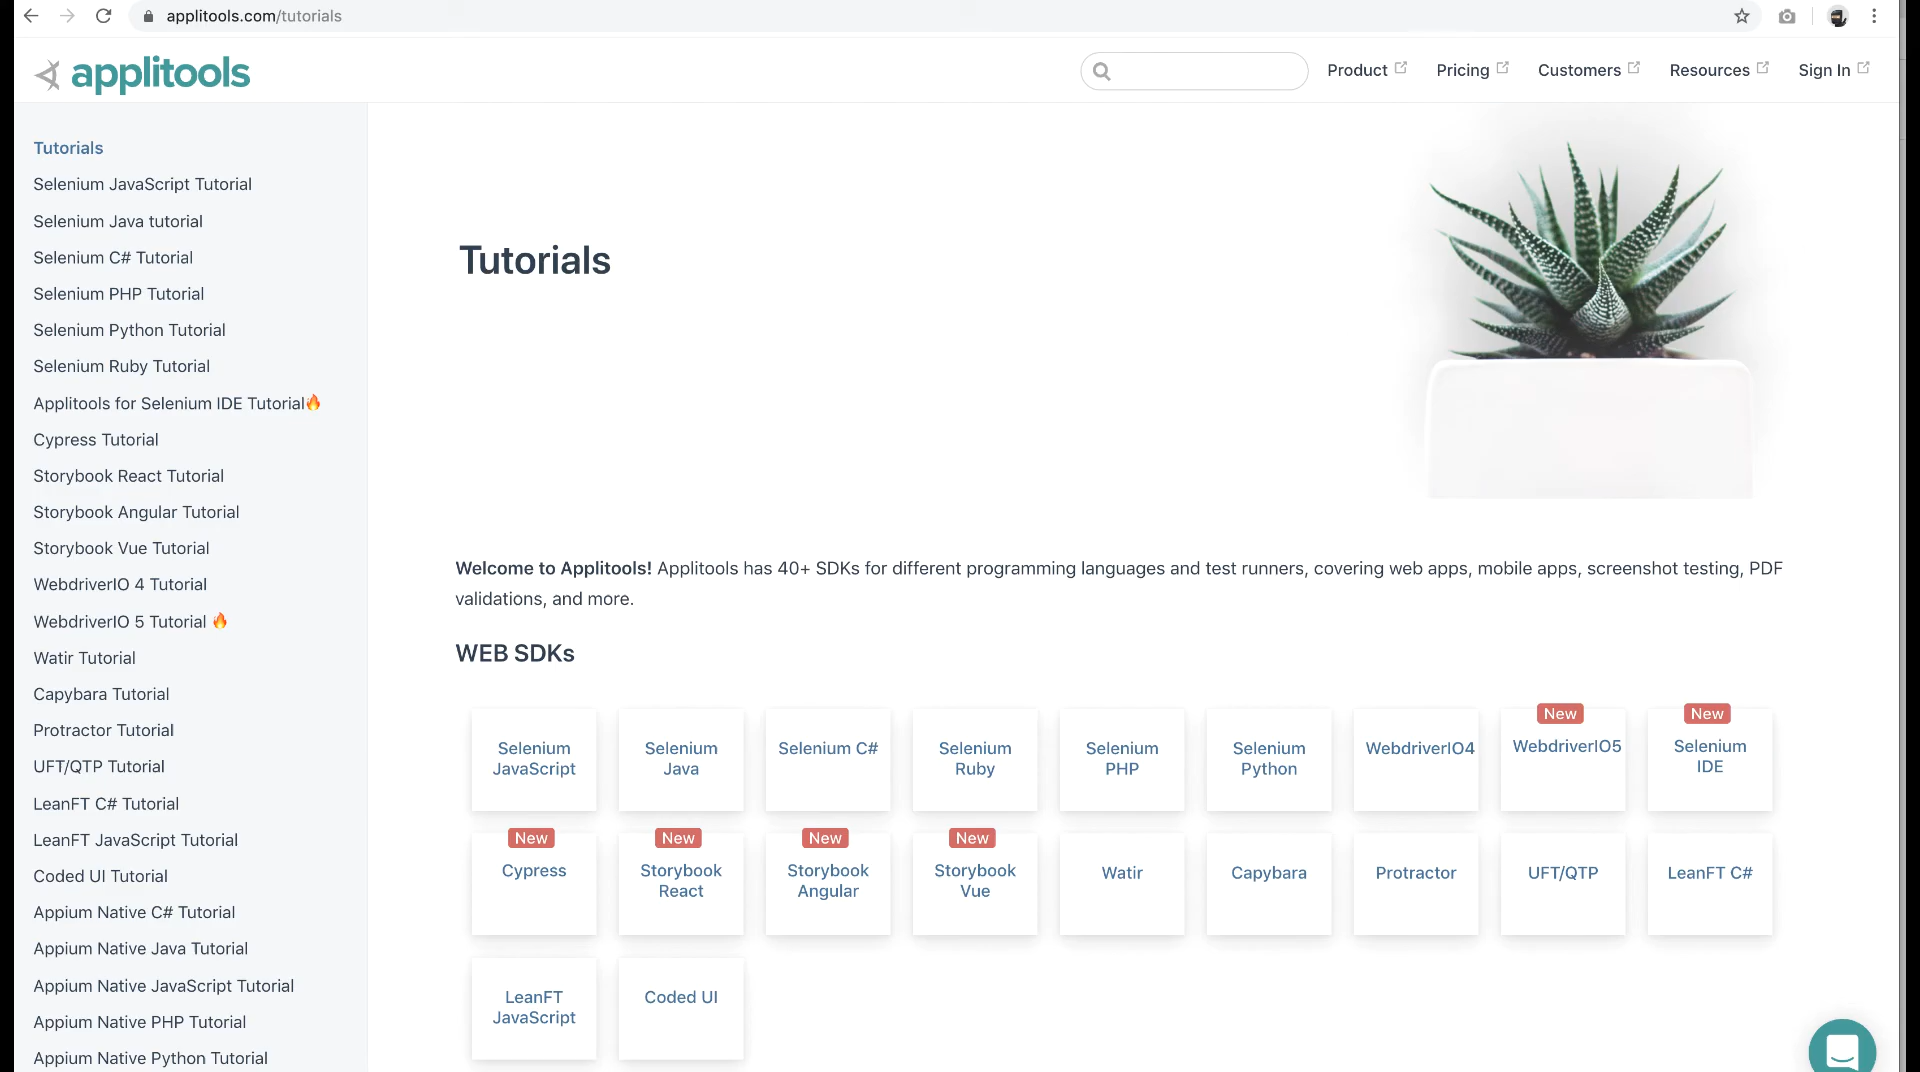 applitools.com/tutorials
applitools
Product
Pricing
Customers
Resources
Sign In
Tutorials
Selenium JavaScript Tutorial
Selenium Java tutorial
Selenium C# Tutorial
Selenium PHP Tutorial
Selenium Python Tutorial
Selenium Ruby Tutorial
Applitools for Selenium IDE Tutorial🔥
Cypress Tutorial
Storybook React Tutorial
Storybook Angular Tutorial
Storybook Vue Tutorial
WebdriverIO 4 Tutorial
WebdriverIO 5 Tutorial 🔥
Watir Tutorial
Capybara Tutorial
Protractor Tutorial
UFT/QTP Tutorial
LeanFT C# Tutorial
LeanFT JavaScript Tutorial
Coded UI Tutorial
Appium Native C# Tutorial
Appium Native Java Tutorial
Appium Native JavaScript Tutorial
Appium Native PHP Tutorial
Appium Native Python Tutorial
Tutorials
Welcome to Applitools! Applitools has 40+ SDKs for different programming languages and test runners, covering web apps, mobile apps, screenshot testing, PDF
validations, and more.
WEB SDKs
Selenium
JavaScript
Selenium
Java
Selenium C#
Selenium
Ruby
Selenium
PHP
Selenium
Python
WebdriverIO4
New
WebdriverIO5
New
Selenium
IDE
New
Cypress
New
Storybook
React
New
Storybook
Angular
New
Storybook
Vue
Watir
Capybara
Protractor
UFT/QTP
LeanFT C#
LeanFT
JavaScript
Coded UI